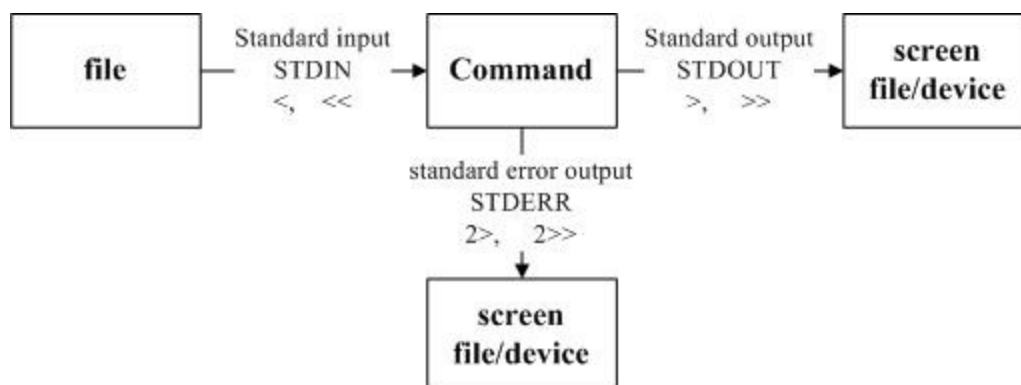 file
Standard input
STDIN
<, <<
Command
Standard output
STDOUT
>, >>
screen
file/device
standard error output
STDERR
2>, 2>>
screen
file/device